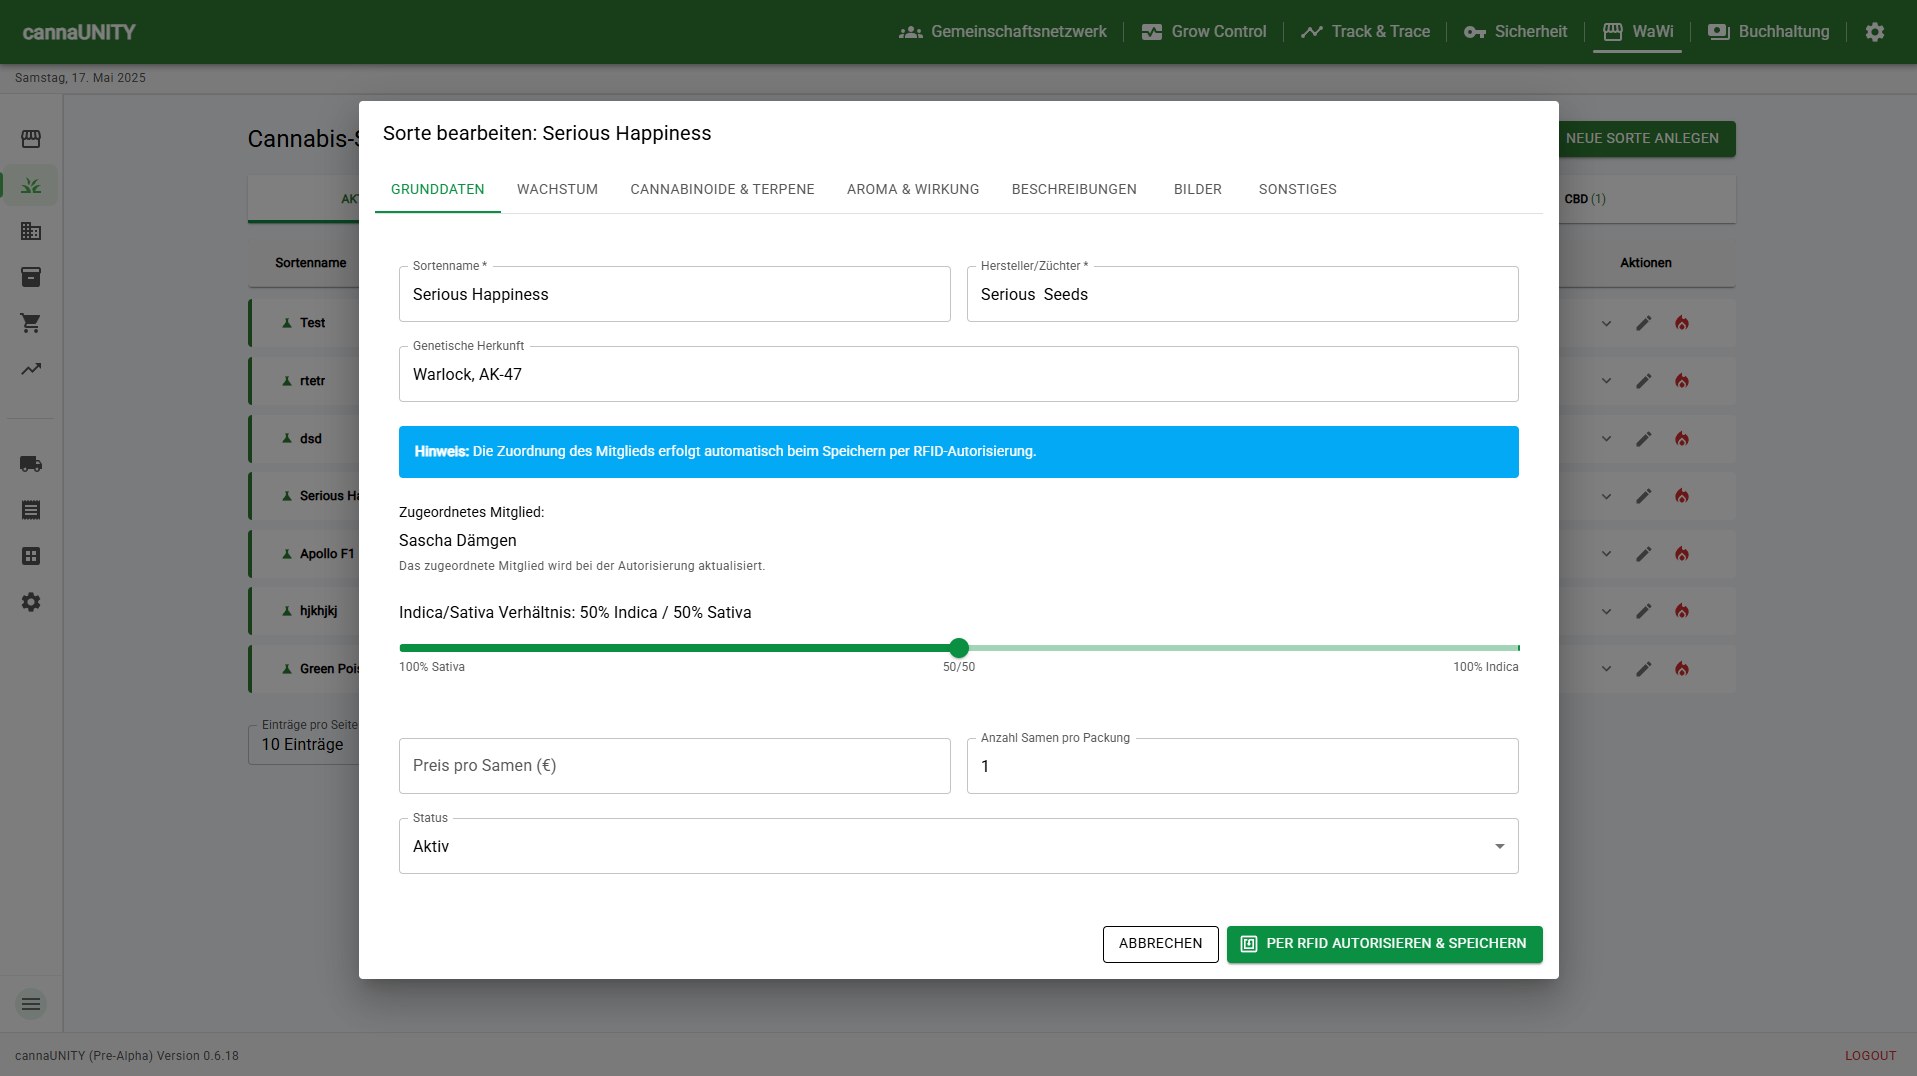 cannaUNITY
Gemeinschaftsnetzwerk
Grow Control
Track & Trace
Sicherheit
WaWi
Buchhaltung
Samstag, 17. Mai 2025
Cannabis-S
NEUE SORTE ANLEGEN
AK
CBD (1)
Sortenname
Aktionen
Test
rtetr
dsd
Serious Ha
Apollo F1
hjkhjkj
Green Pois
Einträge pro Seite
10 Einträge
Sorte bearbeiten: Serious Happiness
GRUNDDATEN
WACHSTUM
CANNABINOIDE & TERPENE
AROMA & WIRKUNG
BESCHREIBUNGEN
BILDER
SONSTIGES
Sortenname *
Serious Happiness
Hersteller/Züchter *
Serious  Seeds
Genetische Herkunft
Warlock, AK-47
Hinweis: Die Zuordnung des Mitglieds erfolgt automatisch beim Speichern per RFID-Autorisierung.
Zugeordnetes Mitglied:
Sascha Dämgen
Das zugeordnete Mitglied wird bei der Autorisierung aktualisiert.
Indica/Sativa Verhältnis: 50% Indica / 50% Sativa
100% Sativa
50/50
100% Indica
Preis pro Samen (€)
Anzahl Samen pro Packung
1
Status
Aktiv
ABBRECHEN
PER RFID AUTORISIEREN & SPEICHERN
cannaUNITY (Pre-Alpha) Version 0.6.18
LOGOUT